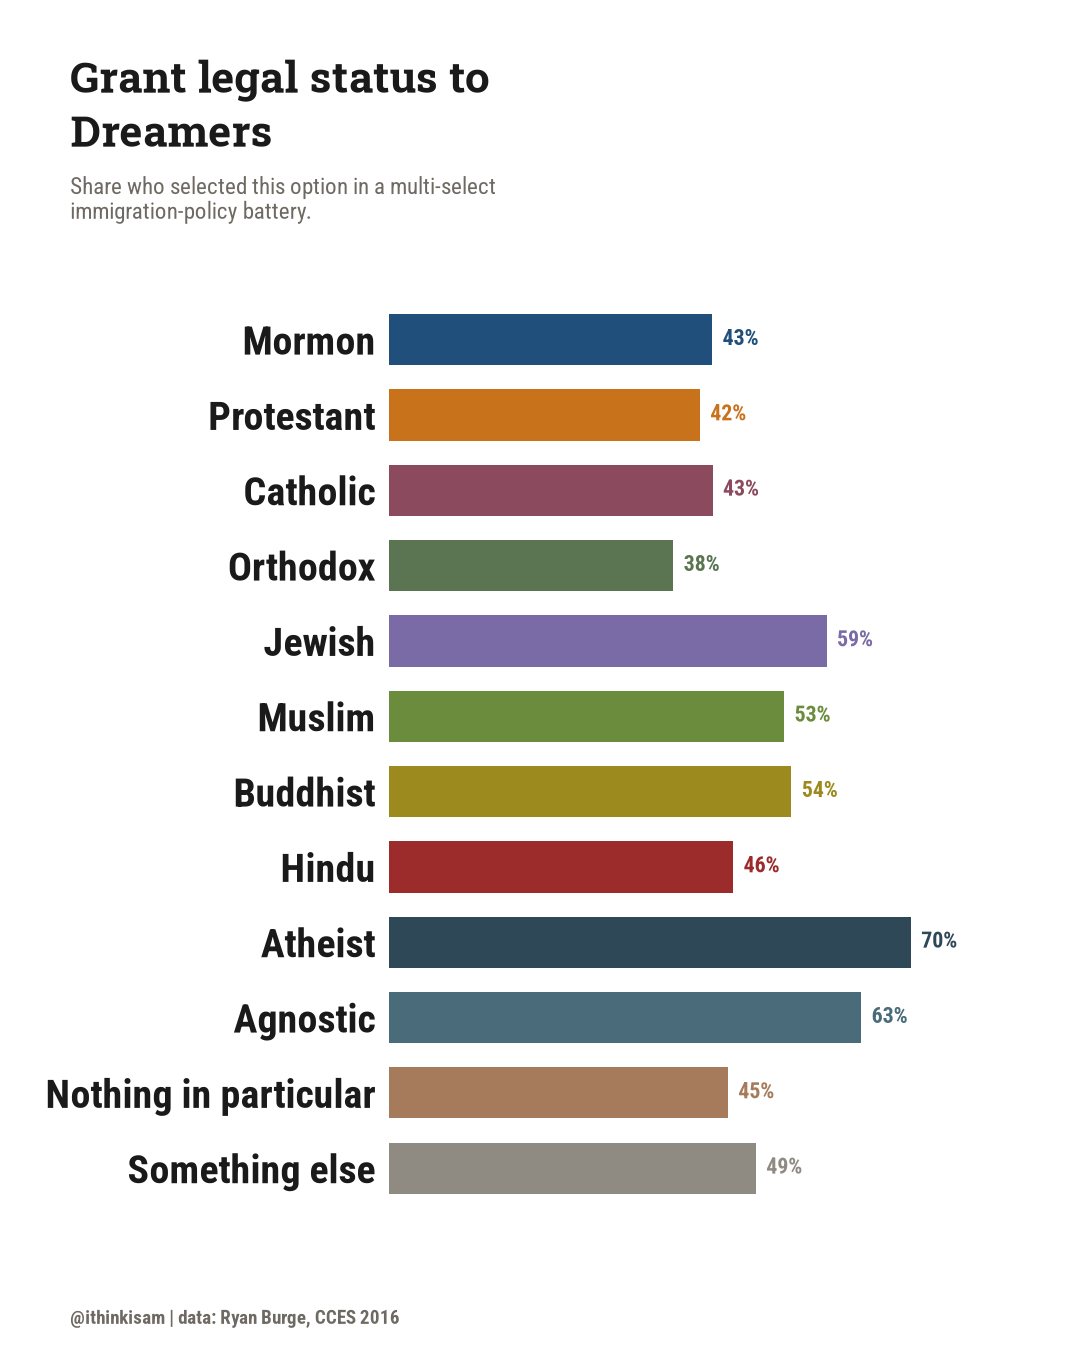 Grant legal status to
Dreamers
Share who selected this option in a multi-select
immigration-policy battery.
Mormon 43%
Protestant 42%
Catholic 43%
Orthodox 38%
Jewish 59%
Muslim 53%
Buddhist 54%
Hindu 46%
Atheist 70%
Agnostic 63%
Nothing in particular 45%
Something else 49%
@ithinkisam | data: Ryan Burge, CCES 2016